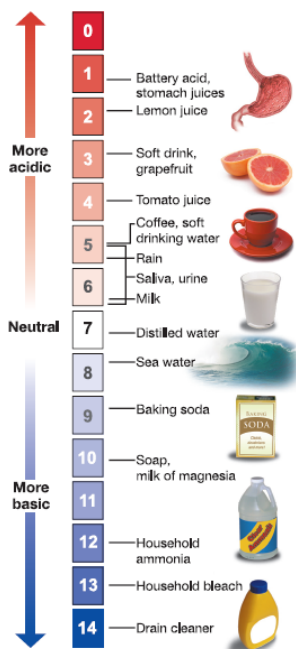 0
1
Battery acid,
stomach juices
2
Lemon juice
More
acidic
3
Soft drink,
grapefruit
4
Tomato juice
Coffee, soft
drinking water
5
Rain
Saliva, urine
6
Milk
Neutral
7
Distilled water
Sea water
8
9
Baking soda
BAKING
SODA
10
Soap,
milk of magnesia
More
basic
11
12
Household
ammonia
13
Household bleach
14
Drain cleaner